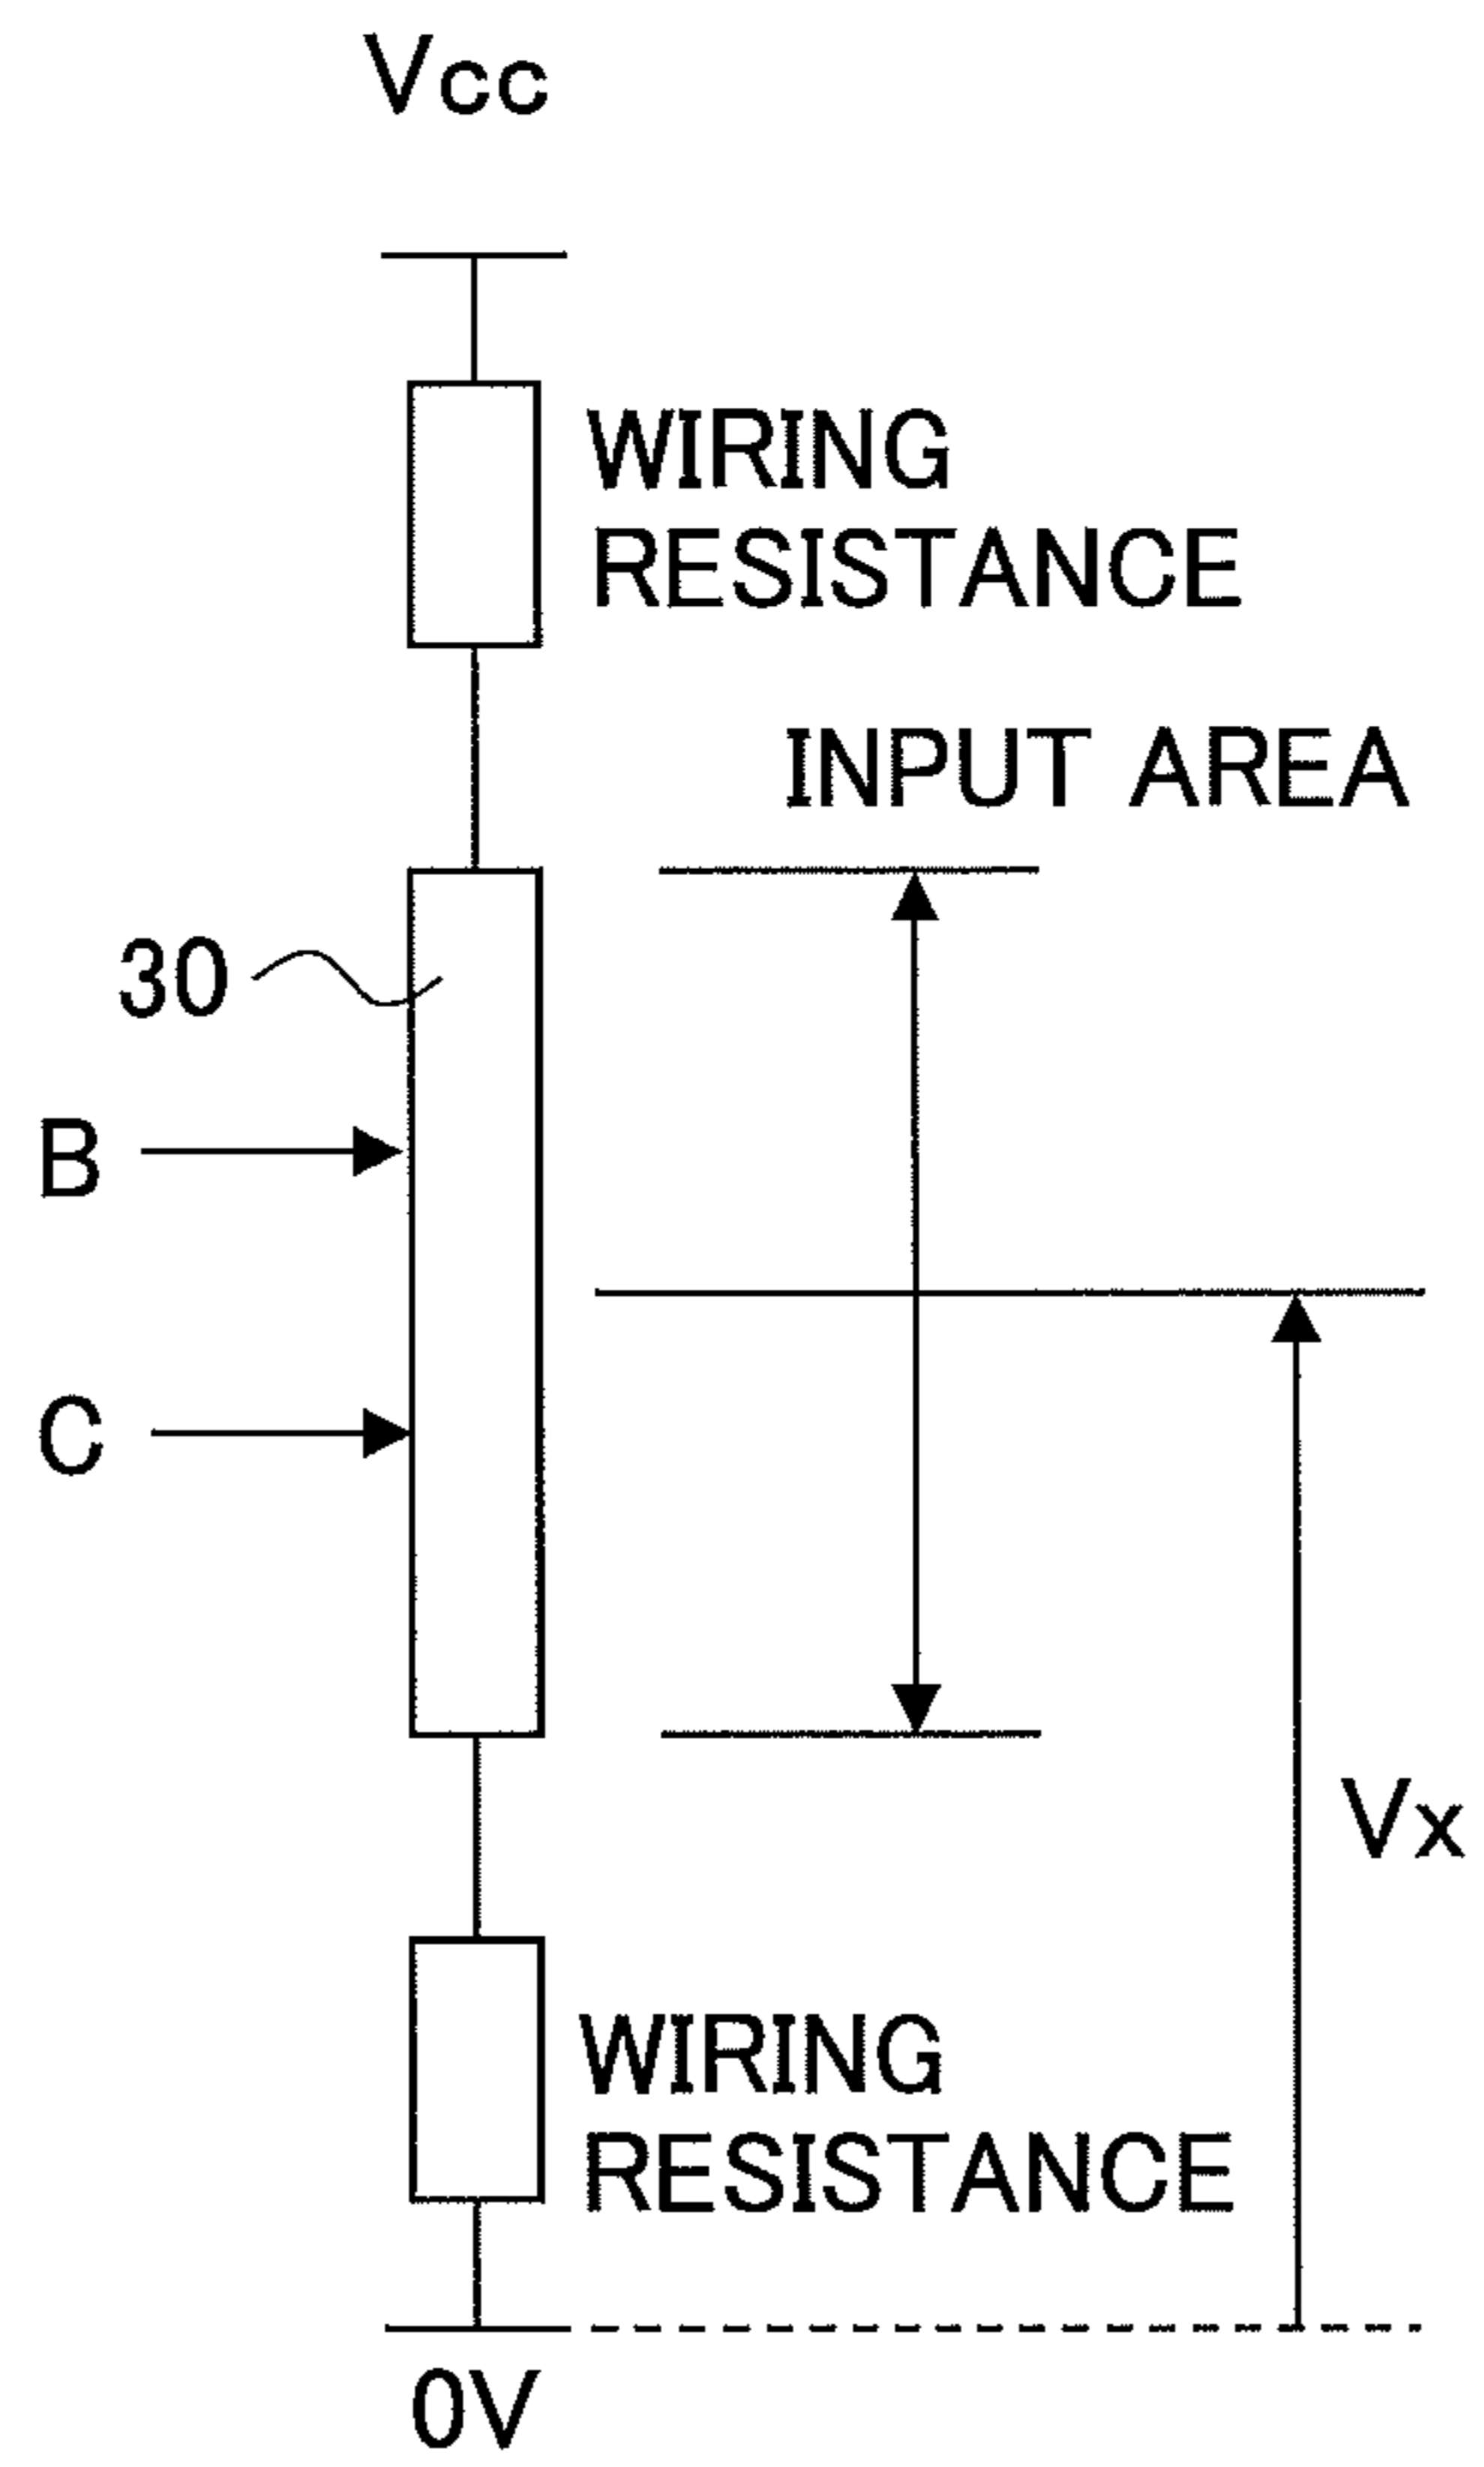 Vcc
WIRING
RESISTANCE
INPUT AREA
30
B
C
Vx
WIRING
RESISTANCE
0V